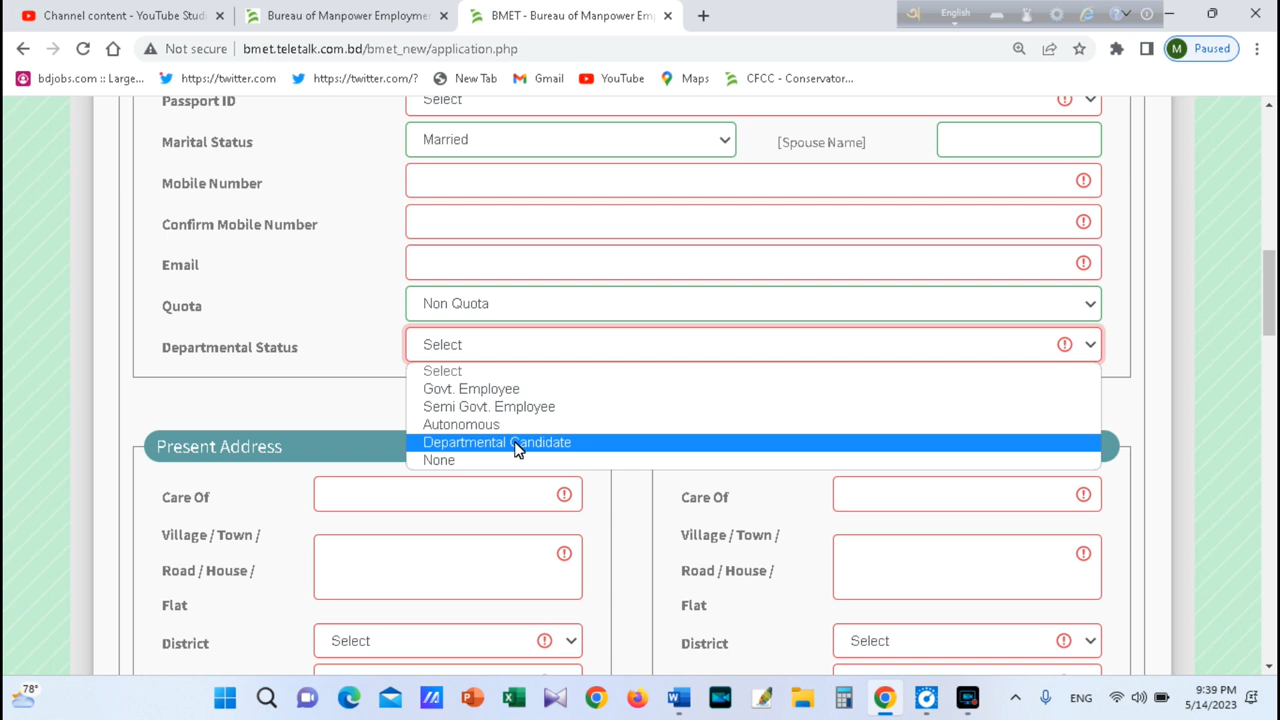 Channel content - YouTube Studi
Bureau of Manpower Employmen
BMET - Bureau of Manpower Emp
English
Not secure
bmet.teletalk.com.bd/bmet_new/application.php
M Paused
bdjobs.com :: Large...
https://twitter.com
https://twitter.com/?
New Tab
Gmail
YouTube
Maps
CFCC - Conservator...
Passport ID
Select
Marital Status
Married
[Spouse Name]
Mobile Number
Confirm Mobile Number
Email
Quota
Non Quota
Departmental Status
Select
Select
Govt. Employee
Semi Govt. Employee
Autonomous
Departmental Candidate
None
Present Address
Care Of
Care Of
Village / Town /
Road / House /
Flat
Village / Town /
Road / House /
Flat
District
Select
District
Select
78°
ENG
9:39 PM
5/14/2023